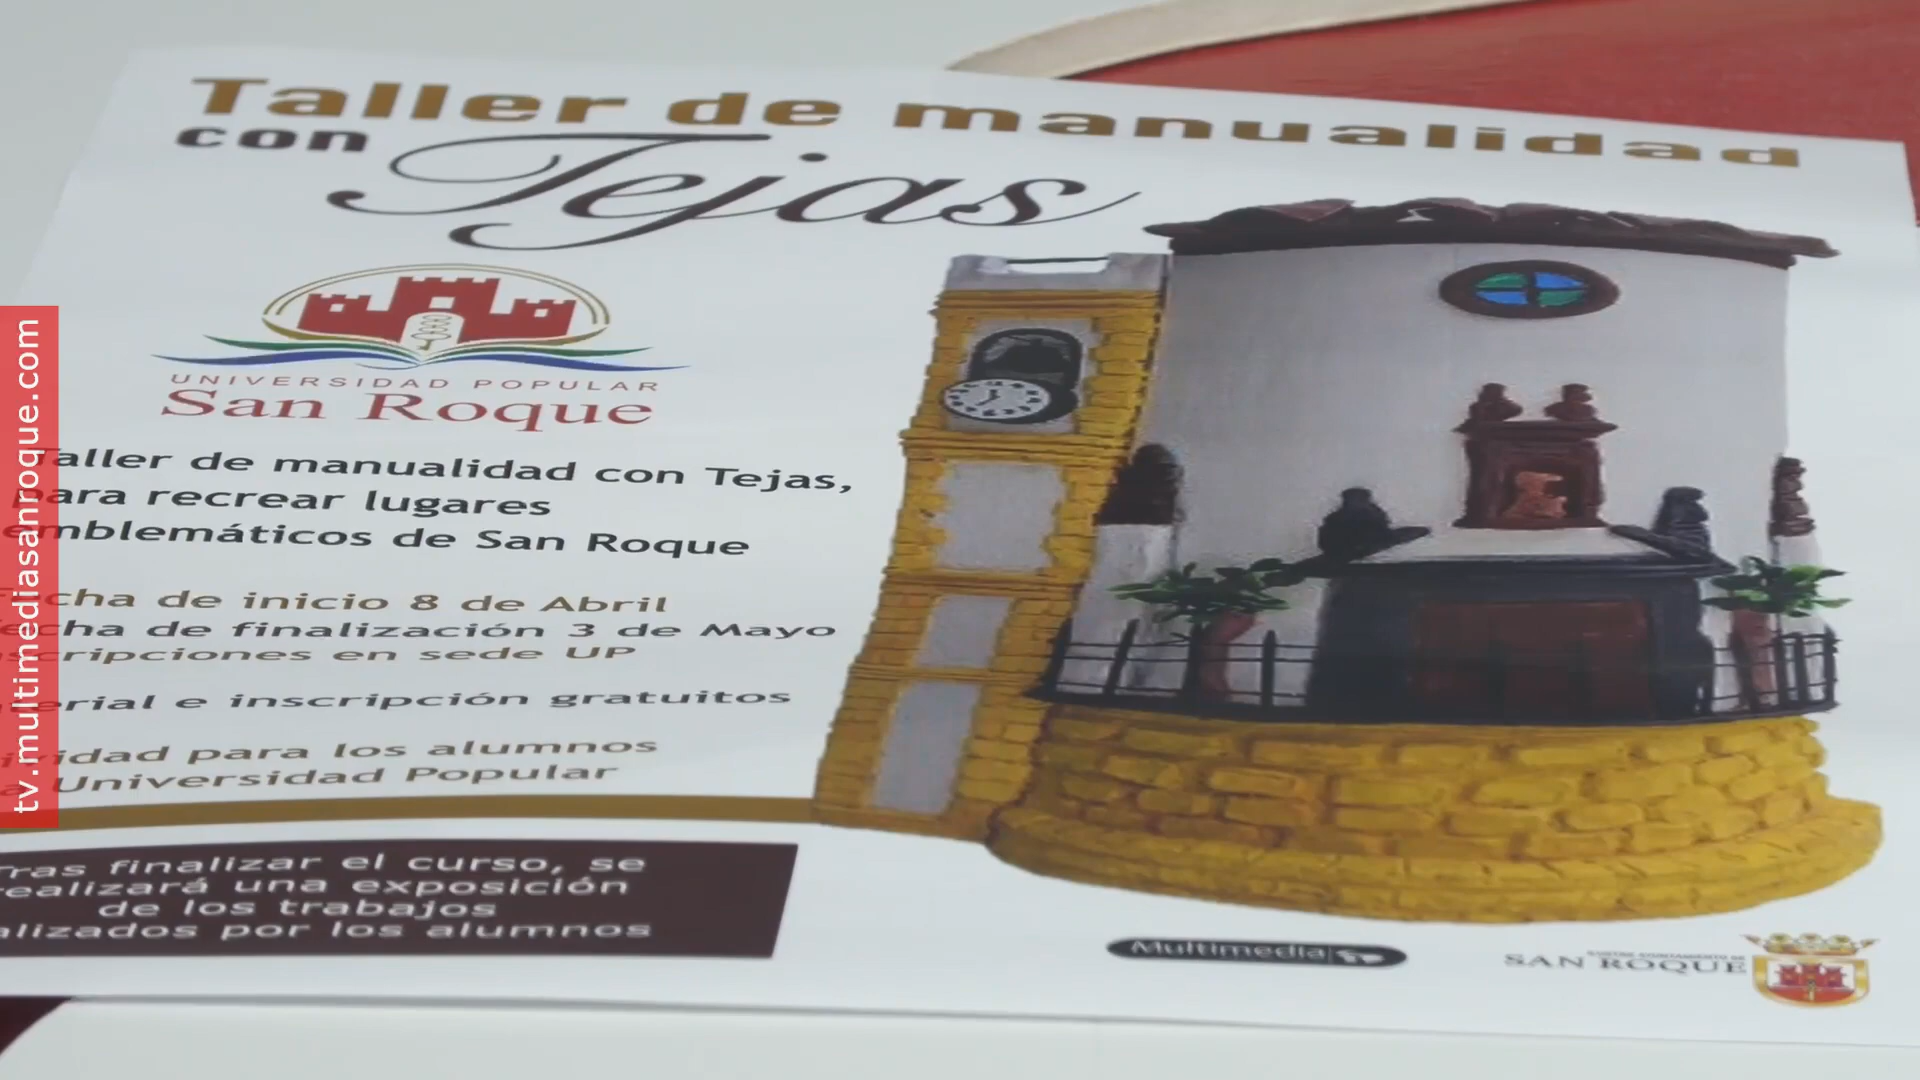 Taller de manualidad
con Tejas
UNIVERSIDAD POPULAR
San Roque
Taller de manualidad con Tejas,
para recrear lugares
emblemáticos de San Roque
Fecha de inicio 8 de Abril
Fecha de finalización 3 de Mayo
scripciones en sede UP
terial e inscripción gratuitos
ridad para los alumnos
a Universidad Popular
Tras finalizar el curso, se
realizará una exposición
de los trabajos
alizados por los alumnos
Multimedia
SAN ROQUE
tv.multimediasanroque.com